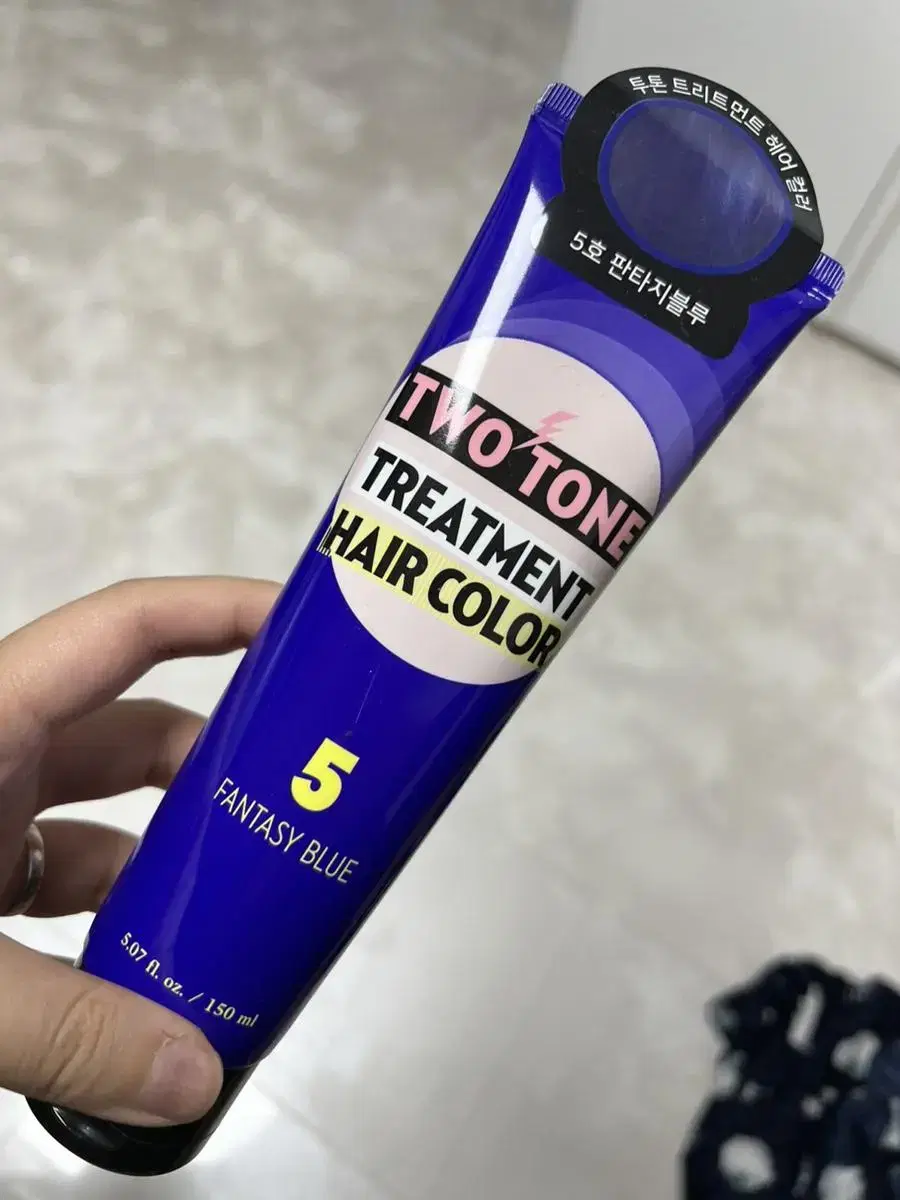 투톤 트리트먼트 헤어 컬러
5호 판타지블루
TWO TONE
TREATMENT
HAIR COLOR
5
FANTASY BLUE
5.07 fl. oz. / 150 ml